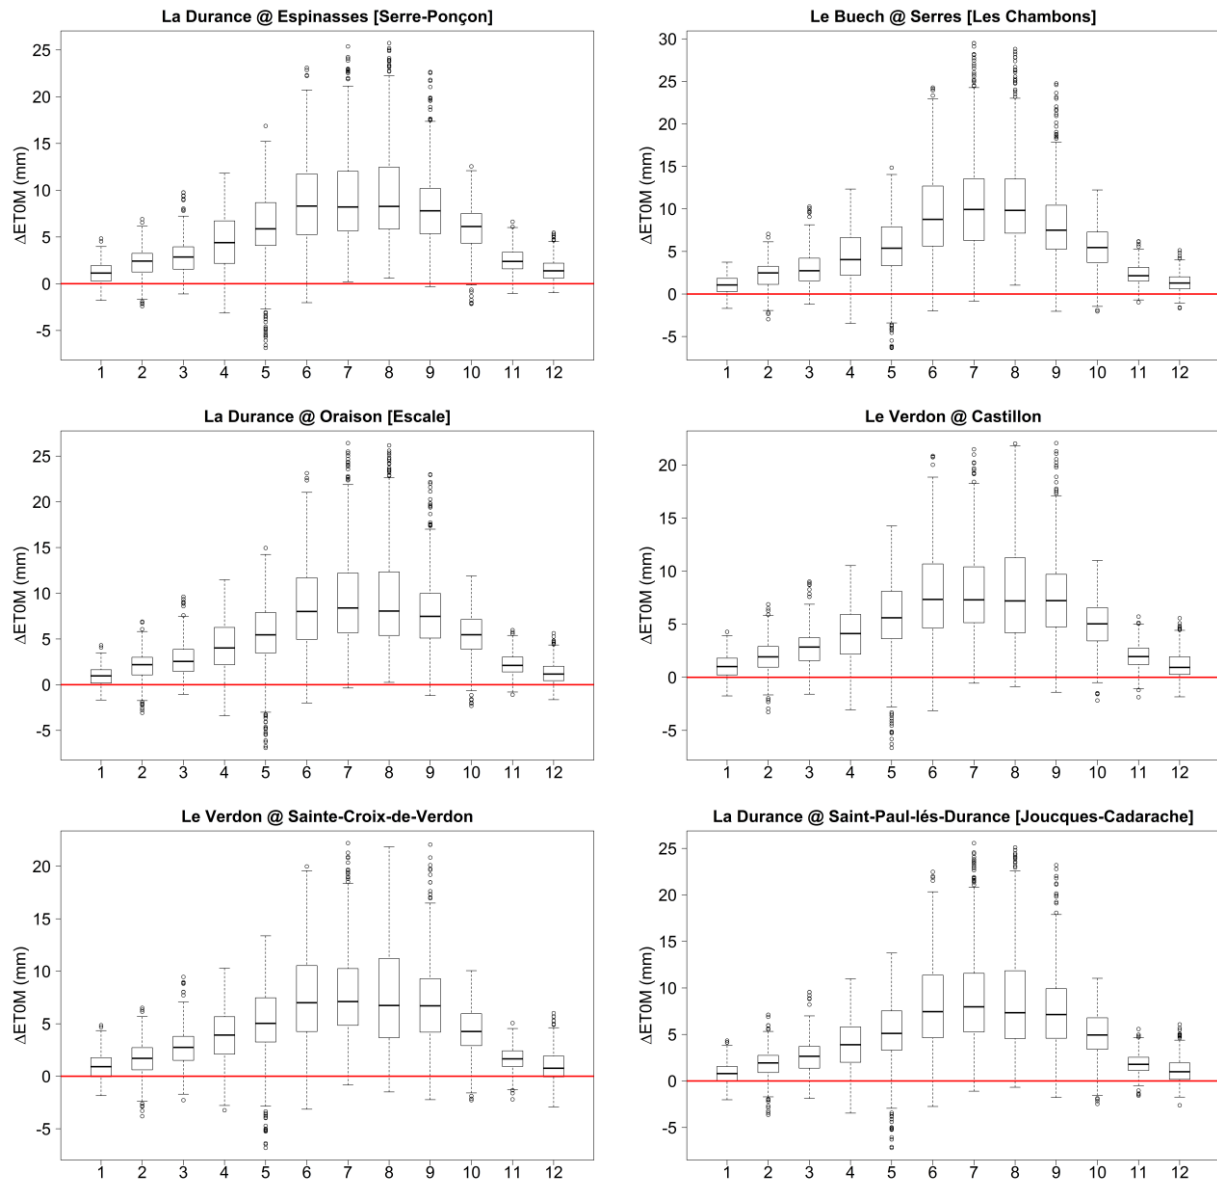 La Durance @ Espinasses [Serre-Ponçon]
25
20
15
10
5
0
-5
ΔET0M (mm)
1 2 3 4 5 6 7 8 9 10 11 12
Le Buech @ Serres [Les Chambons]
30
25
20
15
10
5
0
-5
ΔET0M (mm)
1 2 3 4 5 6 7 8 9 10 11 12
La Durance @ Oraison [Escale]
25
20
15
10
5
0
-5
ΔET0M (mm)
1 2 3 4 5 6 7 8 9 10 11 12
Le Verdon @ Castillon
20
15
10
5
0
-5
ΔET0M (mm)
1 2 3 4 5 6 7 8 9 10 11 12
Le Verdon @ Sainte-Croix-de-Verdon
20
15
10
5
0
-5
ΔET0M (mm)
1 2 3 4 5 6 7 8 9 10 11 12
La Durance @ Saint-Paul-lés-Durance [Joucques-Cadarache]
25
20
15
10
5
0
-5
ΔET0M (mm)
1 2 3 4 5 6 7 8 9 10 11 12